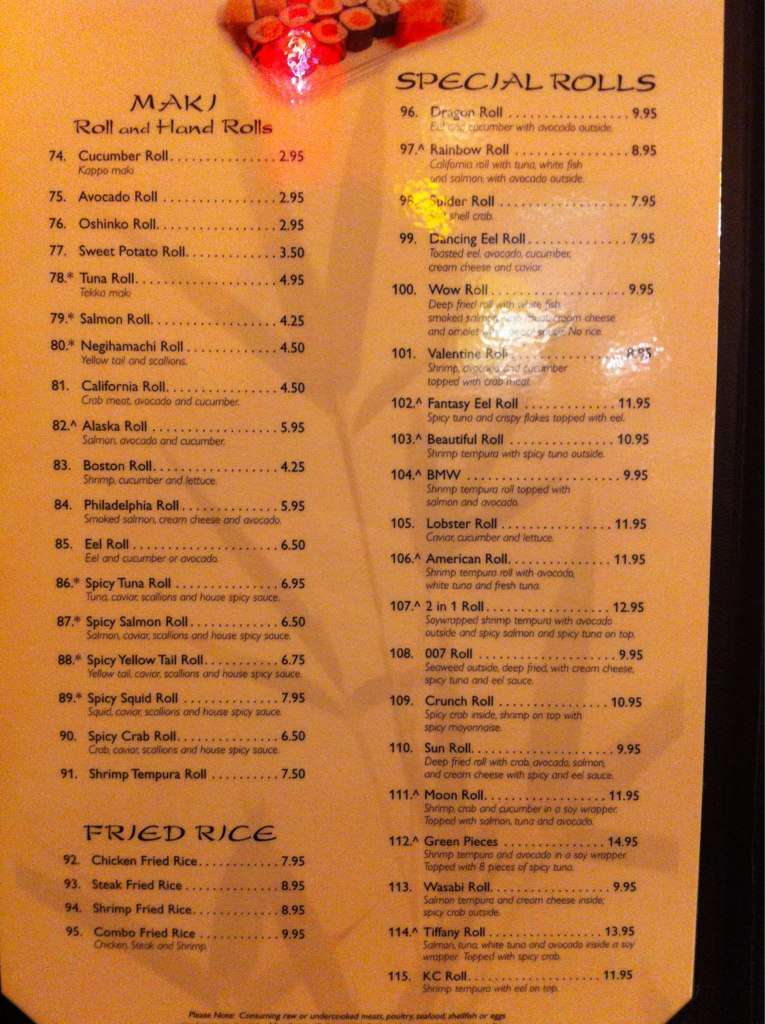 MAKI
Roll and Hand Rolls
74. Cucumber Roll.............. 2.95
Kappa maki
75. Avocado Roll ............... 2.95
76. Oshinko Roll............... 2.95
77. Sweet Potato Roll........... 3.50
78.* Tuna Roll.................. 4.95
Tekka maki
79.* Salmon Roll................ 4.25
80.* Negihamachi Roll ........... 4.50
Yellow tail and scallions.
81. California Roll.............. 4.50
Crab meat, avocado and cucumber.
82.^ Alaska Roll ................ 5.95
Salmon, avocado and cucumber.
83. Boston Roll................ 4.25
Shrimp, cucumber and lettuce.
84. Philadelphia Roll ............ 5.95
Smoked salmon, cream cheese and avocado.
85. Eel Roll ................... 6.50
Eel and cucumber or avocado.
86.* Spicy Tuna Roll ............. 6.95
Tuna, caviar, scallions and house spicy sauce.
87.* Spicy Salmon Roll ........... 6.50
Salmon, caviar, scallions and house spicy sauce.
88.* Spicy Yellow Tail Roll......... 6.75
Yellow tail, caviar, scallions and house spicy sauce.
89.* Spicy Squid Roll ............ 7.95
Squid, caviar, scallions and house spicy sauce.
90. Spicy Crab Roll............. 6.50
Crab, caviar, scallions and house spicy sauce.
91. Shrimp Tempura Roll ........ 7.50
FRIED RICE
92. Chicken Fried Rice........... 7.95
93. Steak Fried Rice ............ 8.95
94. Shrimp Fried Rice............ 8.95
95. Combo Fried Rice ........... 9.95
Chicken, Steak and Shrimp.
SPECIAL ROLLS
96. Dragon Roll ................ 9.95
Eel and cucumber with avocado outside.
97.^ Rainbow Roll ............... 8.95
California roll with tuna, white fish
and salmon with avocado outside.
98. Spider Roll ................. 7.95
shell crab.
99. Dancing Eel Roll............. 7.95
Toasted eel, avocado, cucumber,
cream cheese and caviar.
100. Wow Roll.................. 9.95
Deep fried roll with white fish,
smoked salmon, cream cheese
and No rice.
101. Valentine Roll 8.95
Shrimp, avocado and cucumber
topped with crab meat.
102.^ Fantasy Eel Roll ............ 11.95
Spicy tuna and crispy flakes topped with eel.
103.^ Beautiful Roll .............. 10.95
Shrimp tempura with spicy tuna outside.
104.^ BMW ..................... 9.95
Shrimp tempura roll topped with
salmon and avocado.
105. Lobster Roll ............... 11.95
Caviar, cucumber and lettuce.
106.^ American Roll.............. 11.95
Shrimp tempura roll with avocado,
white tuna and fresh tuna.
107.^ 2 in 1 Roll................. 12.95
Soywrapped shrimp tempura with avocado
outside and spicy salmon and spicy tuna on top.
108. 007 Roll ................... 9.95
Seaweed outside, deep fried, with cream cheese,
spicy tuna and eel sauce.
109. Crunch Roll ............... 10.95
Spicy crab inside, shrimp on top with
spicy mayonnaise.
110. Sun Roll................... 9.95
Deep fried roll with crab, avocado, salmon,
and cream cheese with spicy and eel sauce.
111.^ Moon Roll................. 11.95
Shrimp, crab and cucumber in a soy wrapper.
Topped with salmon, tuna and avocado.
112.^ Green Pieces ............... 14.95
Shrimp tempura and avocado in a soy wrapper.
Topped with 8 pieces of spicy tuna.
113. Wasabi Roll................. 9.95
Salmon tempura and cream cheese inside;
spicy crab outside.
114.^ Tiffany Roll ................ 13.95
Salmon, tuna, white tuna and avocado inside a soy
wrapper. Topped with spicy crab.
115. KC Roll................... 11.95
Shrimp tempura with eel on top.
Please Note: Consuming raw or undercooked meats, poultry, seafood, shellfish or eggs